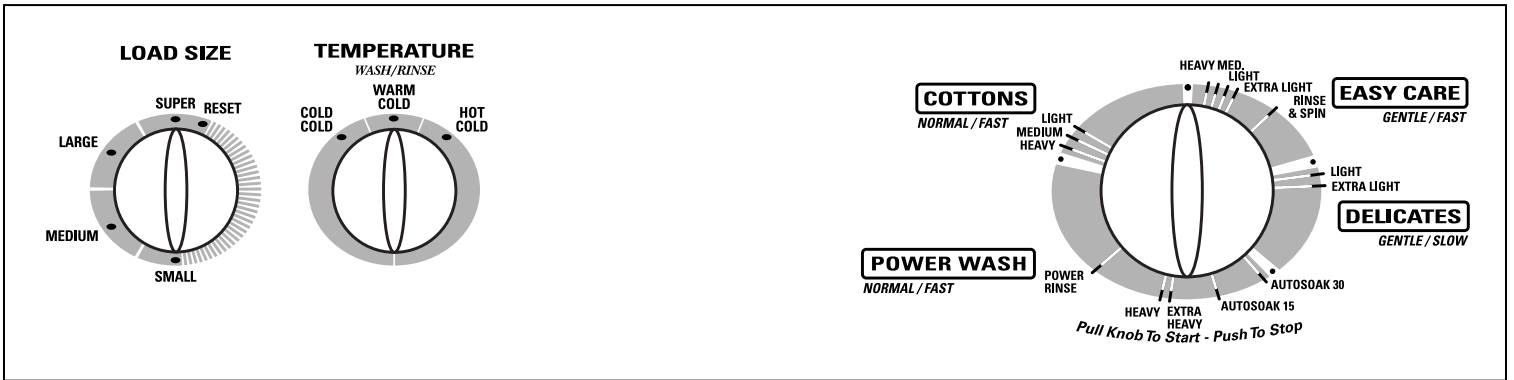 LOAD SIZE
SUPER
RESET
LARGE
MEDIUM
SMALL
TEMPERATURE
WASH/RINSE
COLD
COLD
WARM
COLD
HOT
COLD
COTTONS
NORMAL / FAST
LIGHT
MEDIUM
HEAVY
HEAVY MED.
LIGHT
EXTRA LIGHT
RINSE
& SPIN
EASY CARE
GENTLE / FAST
LIGHT
EXTRA LIGHT
DELICATES
GENTLE / SLOW
POWER WASH
NORMAL / FAST
POWER
RINSE
HEAVY
EXTRA
HEAVY
AUTOSOAK 15
AUTOSOAK 30
Pull Knob To Start - Push To Stop